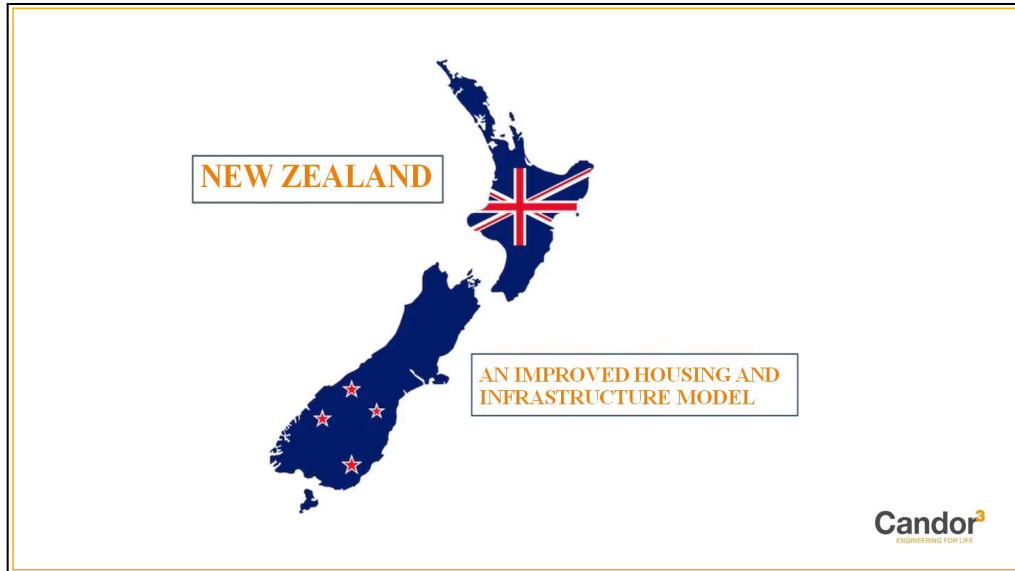 NEW ZEALAND
AN IMPROVED HOUSING AND
INFRASTRUCTURE MODEL
Candor³
ENGINEERING FOR LIFE